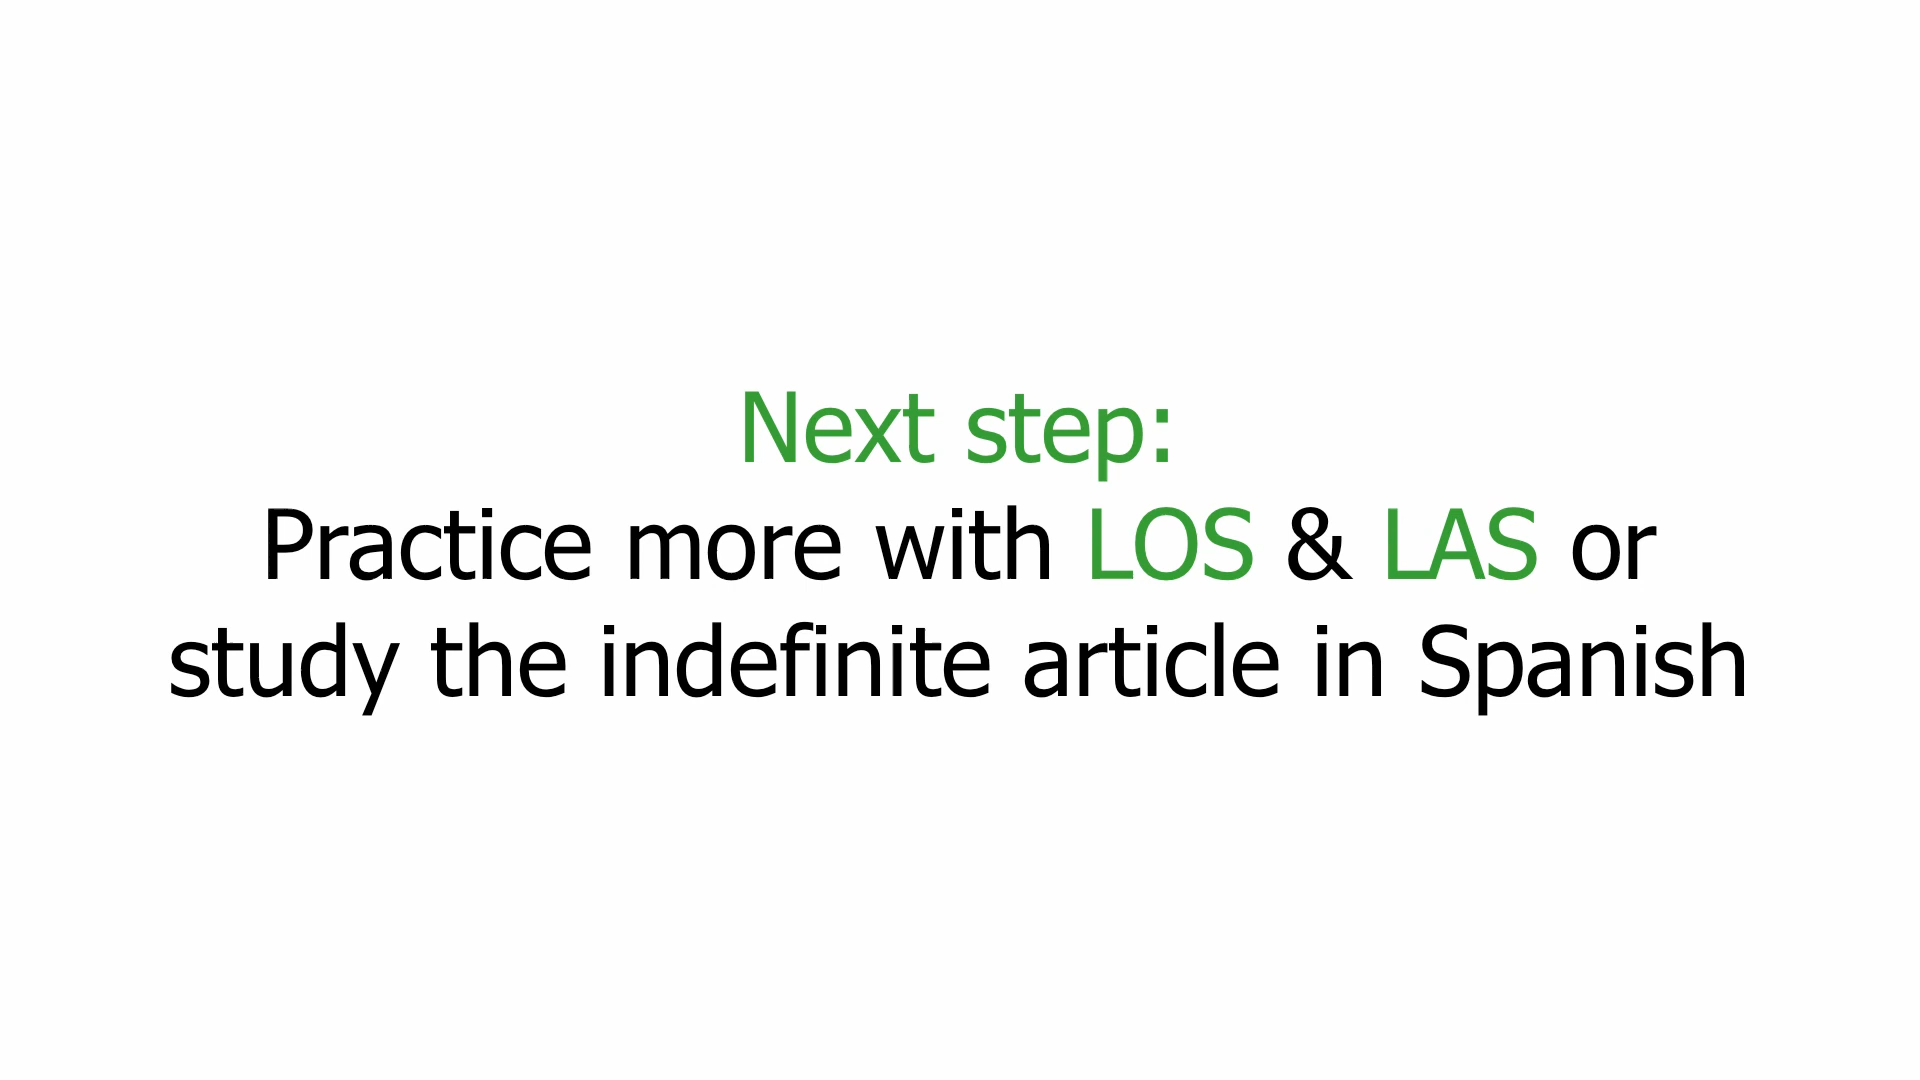 Next step:
Practice more with LOS & LAS or
study the indefinite article in Spanish